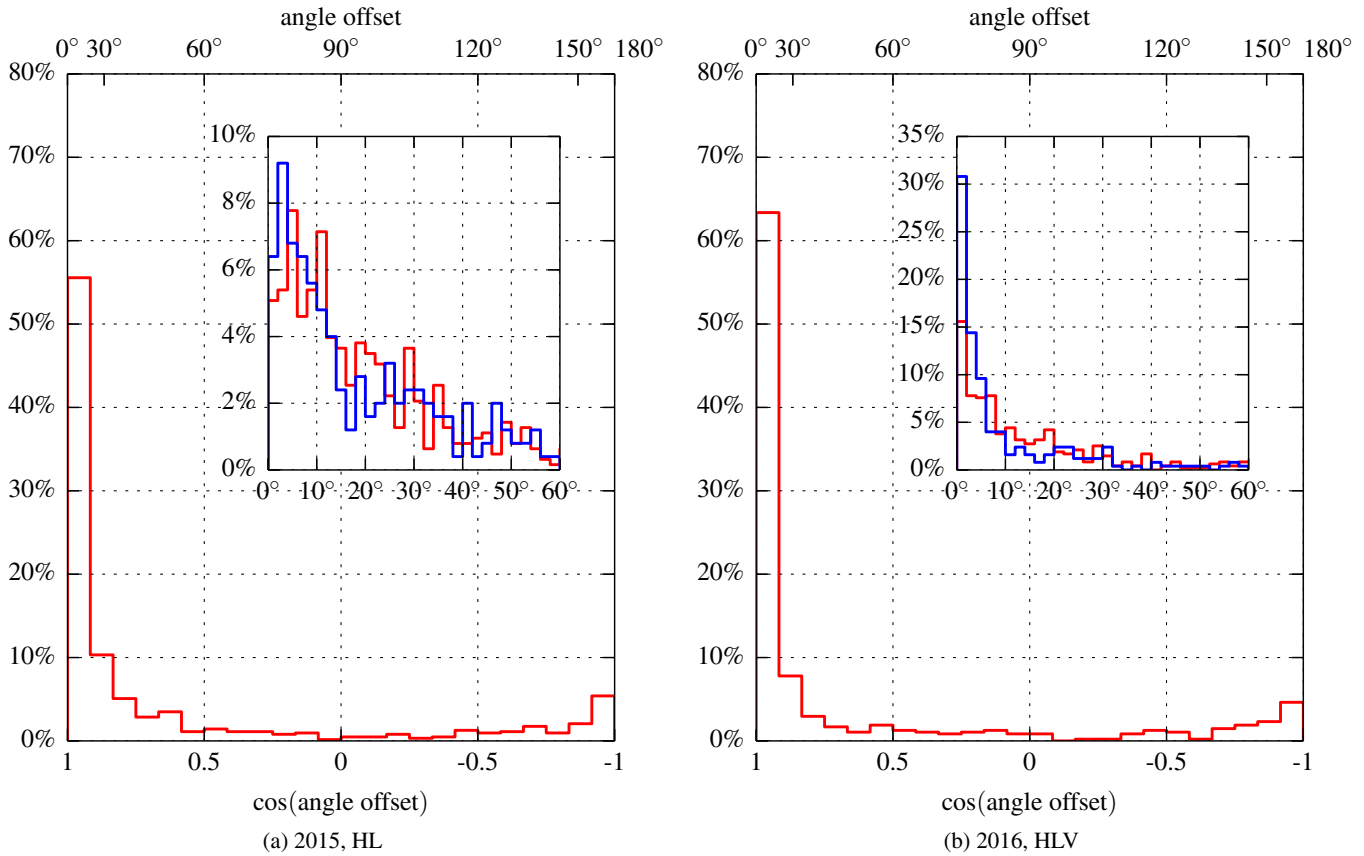 angle offset
0° 30° 60° 90° 120° 150° 180°
80%
70%
60%
50%
40%
30%
20%
10%
0%
1 0.5 0 -0.5 -1
cos(angle offset)
10%
8%
6%
4%
2%
0%
0° 10° 20° 30° 40° 50° 60°
(a) 2015, HL
angle offset
0° 30° 60° 90° 120° 150° 180°
80%
70%
60%
50%
40%
30%
20%
10%
0%
1 0.5 0 -0.5 -1
cos(angle offset)
35%
30%
25%
20%
15%
10%
5%
0%
0° 10° 20° 30° 40° 50° 60°
(b) 2016, HLV